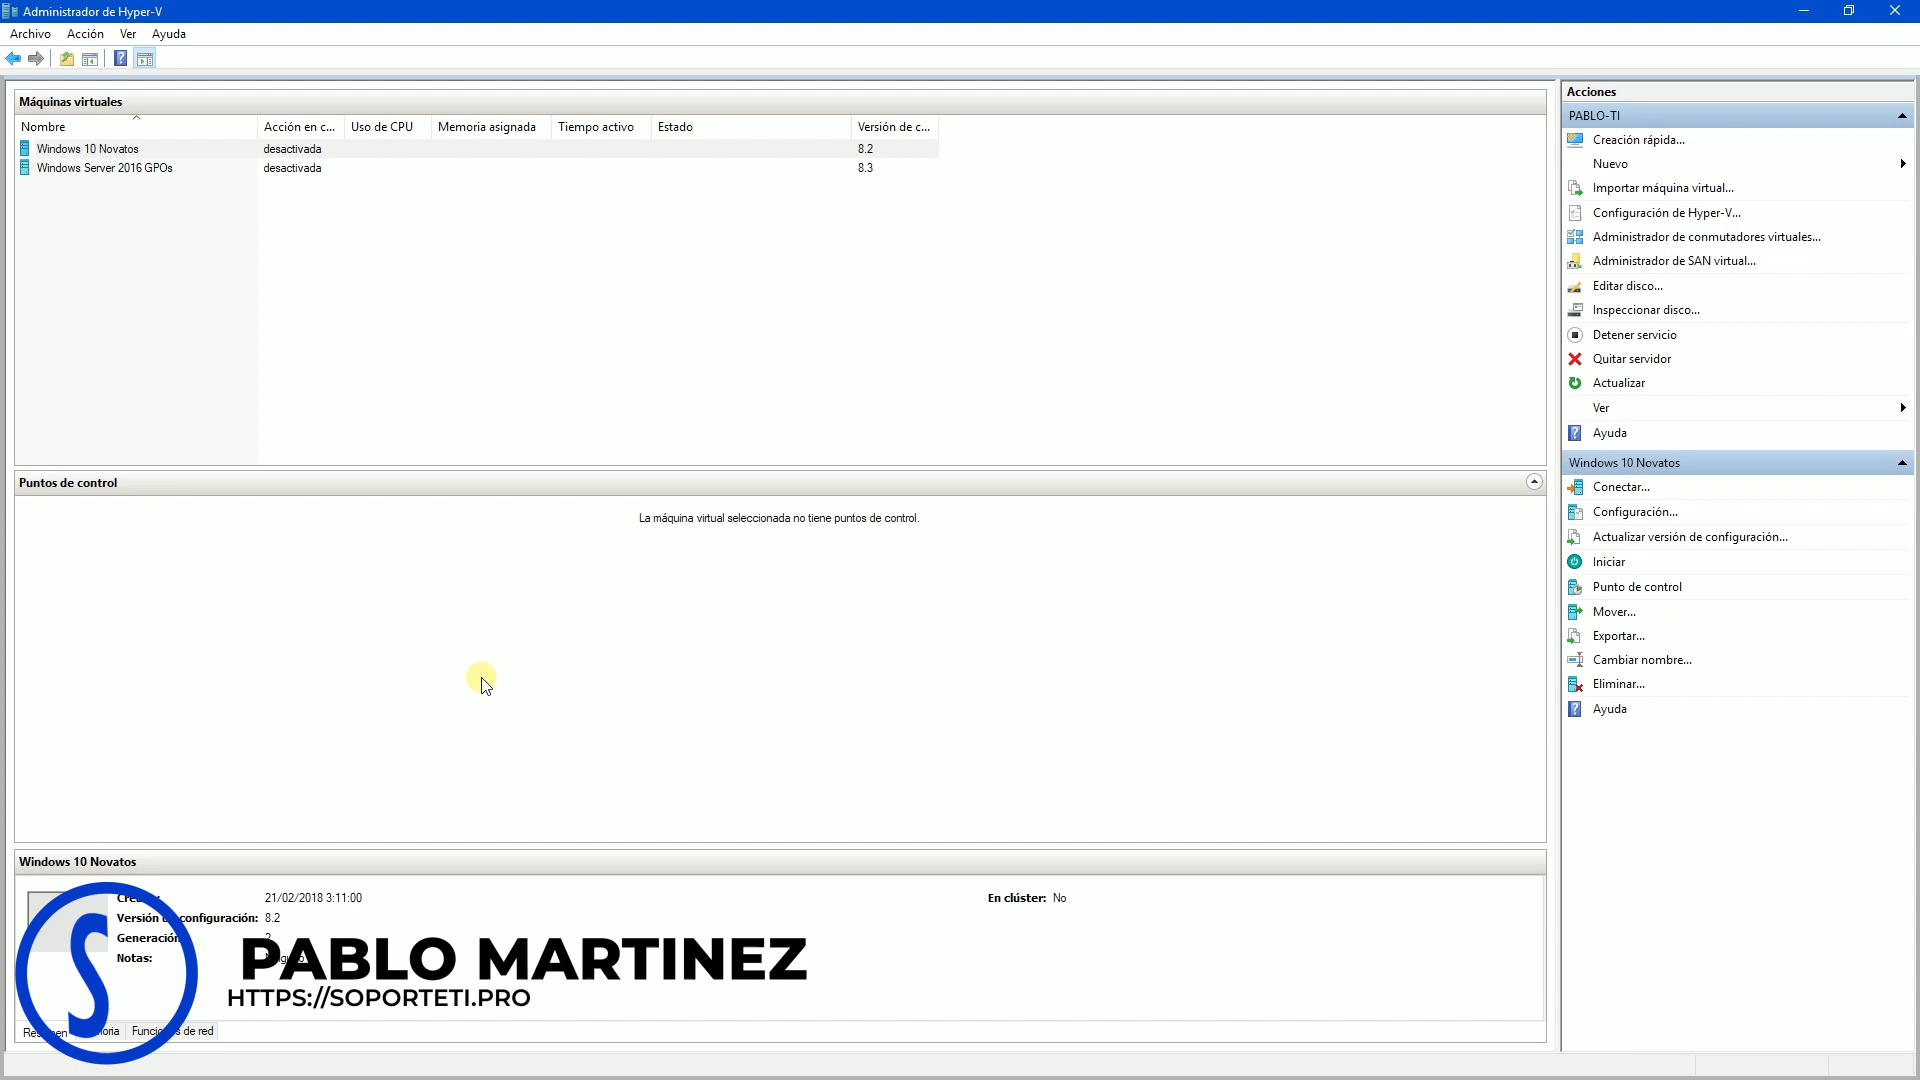 Administrador de Hyper-V
Archivo Acción Ver Ayuda
Máquinas virtuales
Nombre Acción en c... Uso de CPU Memoria asignada Tiempo activo Estado Versión de c...
Windows 10 Novatos desactivada 8.2
Windows Server 2016 GPOs desactivada 8.3
Puntos de control
La máquina virtual seleccionada no tiene puntos de control.
Windows 10 Novatos
21/02/2018 3:11:00 En clúster: No
Versión configuración: 8.2
Generación 2
Notas:
PABLO MARTINEZ
HTTPS://SOPORTETI.PRO
de red
Acciones
PABLO-TI
Creación rápida...
Nuevo
Importar máquina virtual...
Configuración de Hyper-V...
Administrador de conmutadores virtuales...
Administrador de SAN virtual...
Editar disco...
Inspeccionar disco...
Detener servicio
Quitar servidor
Actualizar
Ver
Ayuda
Windows 10 Novatos
Conectar...
Configuración...
Actualizar versión de configuración...
Iniciar
Punto de control
Mover...
Exportar...
Cambiar nombre...
Eliminar...
Ayuda